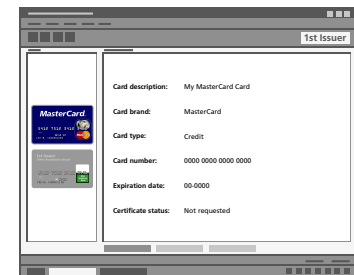 1st Issuer
MasterCard
Card description: My MasterCard Card
Card brand: MasterCard
Card type: Credit
Card number: 0000 0000 0000 0000
Expiration date: 00-0000
Certificate status: Not requested